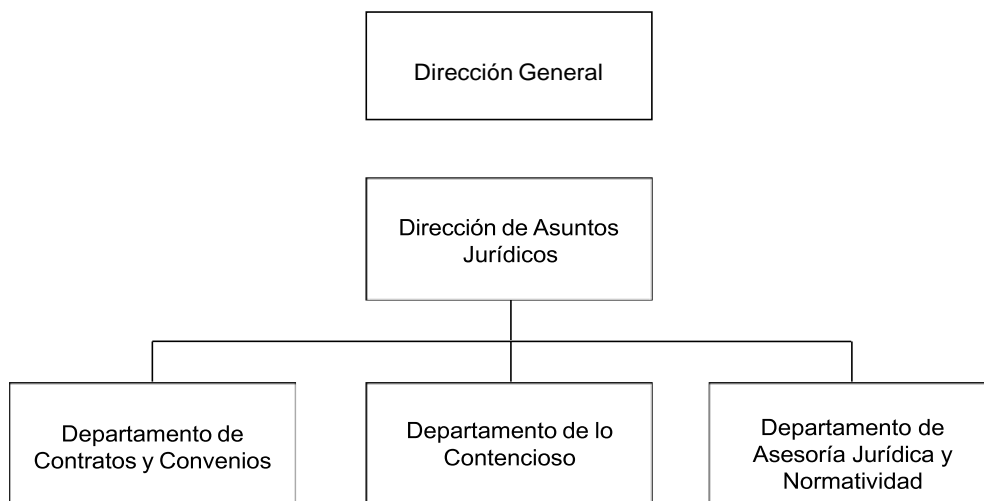 Dirección General
Dirección de Asuntos
Jurídicos
Departamento de
Contratos y Convenios
Departamento de lo
Contencioso
Departamento de
Asesoría Jurídica y
Normatividad